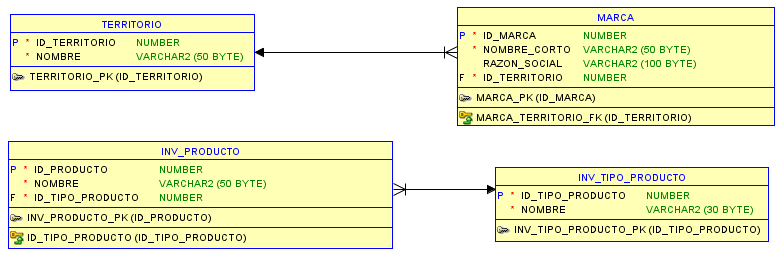 TERRITORIO
P * ID_TERRITORIO NUMBER
* NOMBRE VARCHAR2 (50 BYTE)
TERRITORIO_PK (ID_TERRITORIO)
MARCA
P * ID_MARCA NUMBER
* NOMBRE_CORTO VARCHAR2 (50 BYTE)
RAZON_SOCIAL VARCHAR2 (100 BYTE)
F * ID_TERRITORIO NUMBER
MARCA_PK (ID_MARCA)
MARCA_TERRITORIO_FK (ID_TERRITORIO)
INV_PRODUCTO
P * ID_PRODUCTO NUMBER
* NOMBRE VARCHAR2 (50 BYTE)
F * ID_TIPO_PRODUCTO NUMBER
INV_PRODUCTO_PK (ID_PRODUCTO)
ID_TIPO_PRODUCTO (ID_TIPO_PRODUCTO)
INV_TIPO_PRODUCTO
P * ID_TIPO_PRODUCTO NUMBER
* NOMBRE VARCHAR2 (30 BYTE)
INV_TIPO_PRODUCTO_PK (ID_TIPO_PRODUCTO)